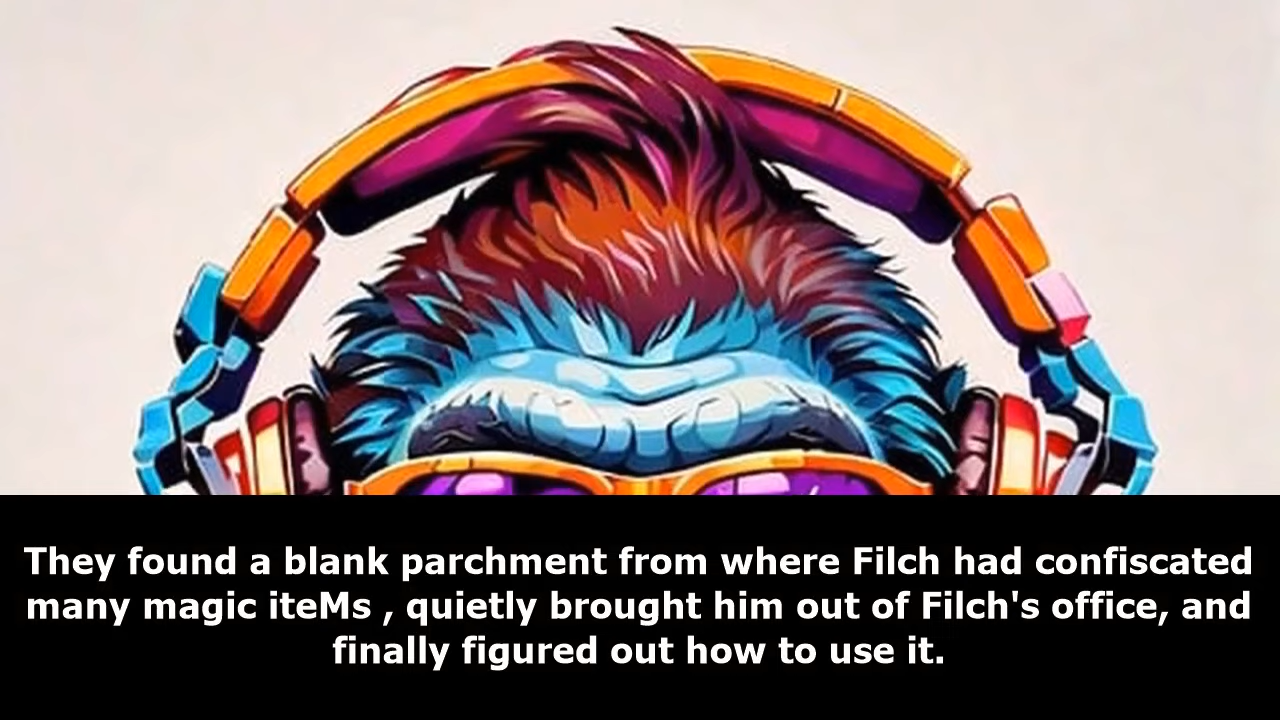 They found a blank parchment from where Filch had confiscated
many magic iteMs , quietly brought him out of Filch's office, and
finally figured out how to use it.